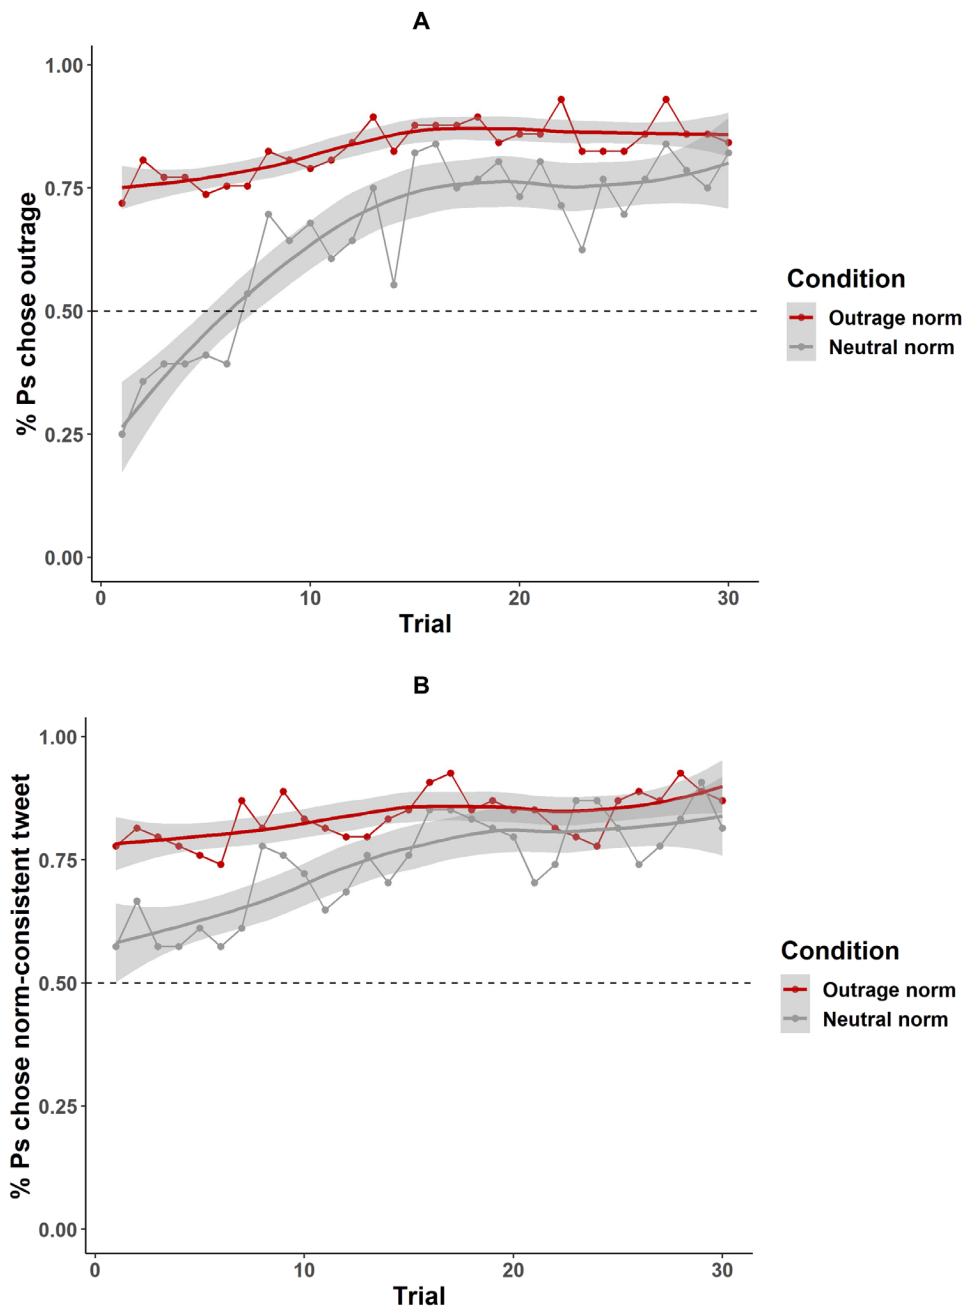 A
1.00
0.75
0.50
0.25
0.00
% Ps chose outrage
0 10 20 30
Trial
Condition
Outrage norm
Neutral norm
B
1.00
0.75
0.50
0.25
0.00
% Ps chose norm-consistent tweet
0 10 20 30
Trial
Condition
Outrage norm
Neutral norm